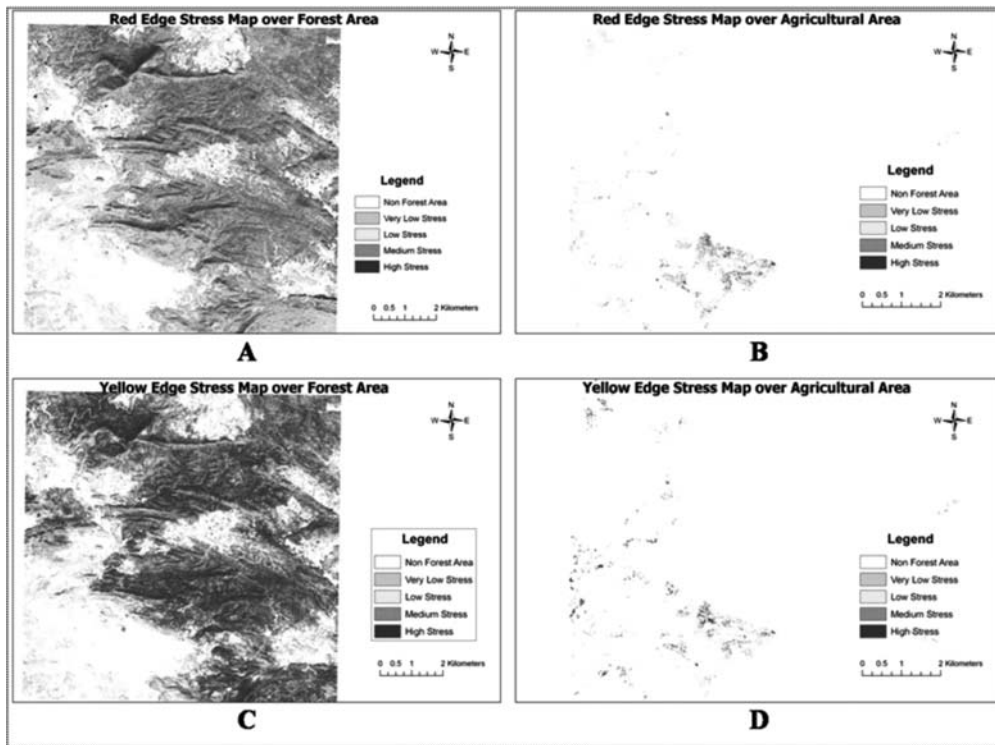 Red Edge Stress Map over Forest Area
N
W E
S
Legend
Non Forest Area
Very Low Stress
Low Stress
Medium Stress
High Stress
0 0.5 1 2 Kilometers
A
Red Edge Stress Map over Agricultural Area
N
W E
S
Legend
Non Forest Area
Very Low Stress
Low Stress
Medium Stress
High Stress
0 0.5 1 2 Kilometers
B
Yellow Edge Stress Map over Forest Area
N
W E
S
Legend
Non Forest Area
Very Low Stress
Low Stress
Medium Stress
High Stress
0 0.5 1 2 Kilometers
C
Yellow Edge Stress Map over Agricultural Area
N
W E
S
Legend
Non Forest Area
Very Low Stress
Low Stress
Medium Stress
High Stress
0 0.5 1 2 Kilometers
D